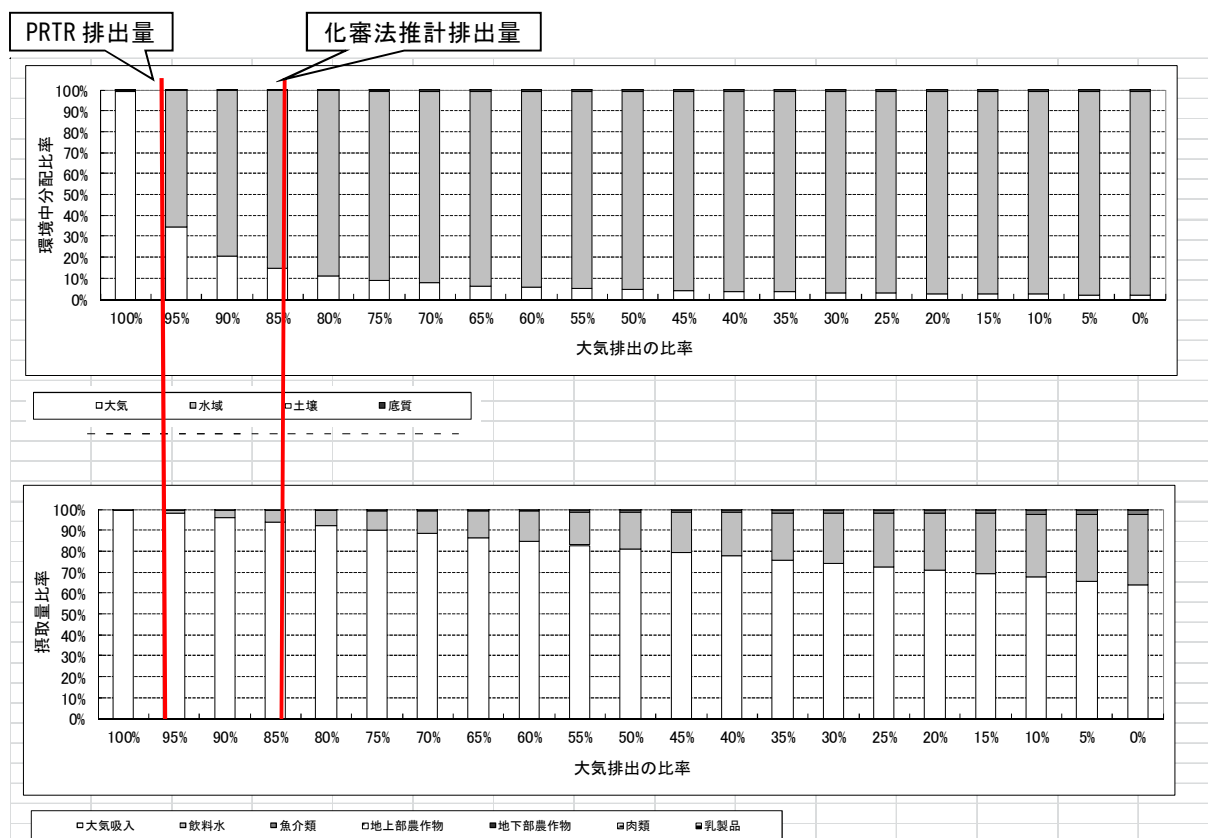 PRTR 排出量
化審法推計排出量
環境中分配比率
100%
90%
80%
70%
60%
50%
40%
30%
20%
10%
0%
100% 95% 90% 85% 80% 75% 70% 65% 60% 55% 50% 45% 40% 35% 30% 25% 20% 15% 10% 5% 0%
大気排出の比率
□大気 ■水域 □土壌 ■底質
摂取量比率
100%
90%
80%
70%
60%
50%
40%
30%
20%
10%
0%
100% 95% 90% 85% 80% 75% 70% 65% 60% 55% 50% 45% 40% 35% 30% 25% 20% 15% 10% 5% 0%
大気排出の比率
□大気吸入 ■飲料水 ■魚介類 □地上部農作物 ■地下部農作物 □肉類 ■乳製品